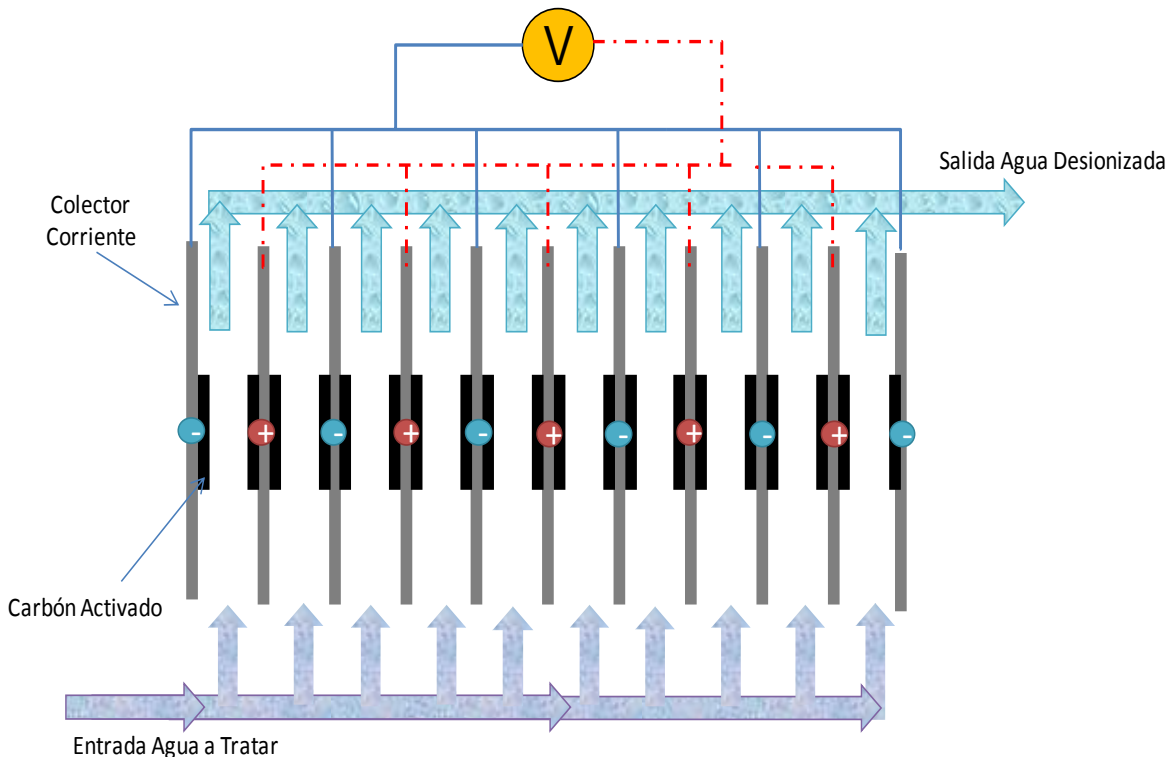 V
Salida Agua Desionizada
Colector
Corriente
- + - + - + - + - + -
Carbón Activado
Entrada Agua a Tratar